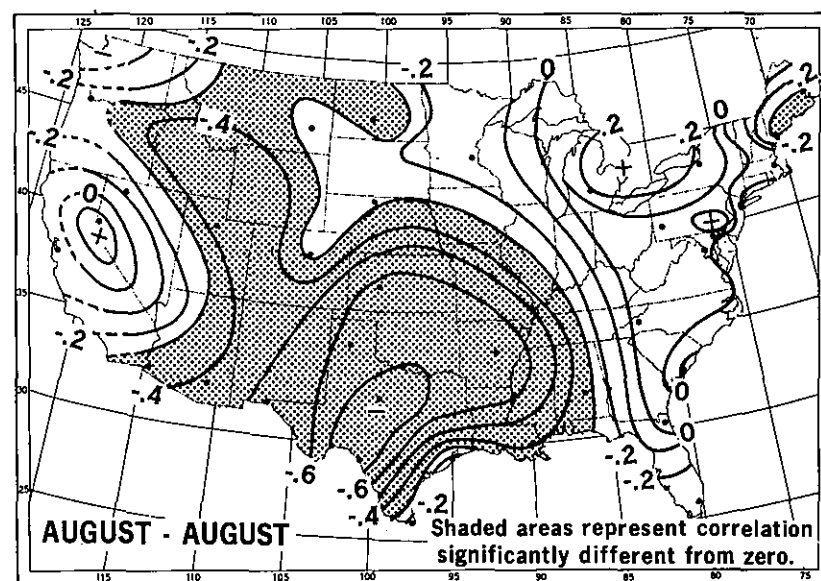 125 120 115 110 105 100 95 90 85 80 75 70 65
-.2 -.2
-.2 0 .2
45
-.4 .2 .2 0
-.2 -.2
+
40
0
+ -
35
-.2
-.4
30
0
0
-.6 -.2
-.6 -.2
-.4 -.2
25
AUGUST - AUGUST
Shaded areas represent correlation
significantly different from zero.
115 110 105 100 95 90 85 80 75